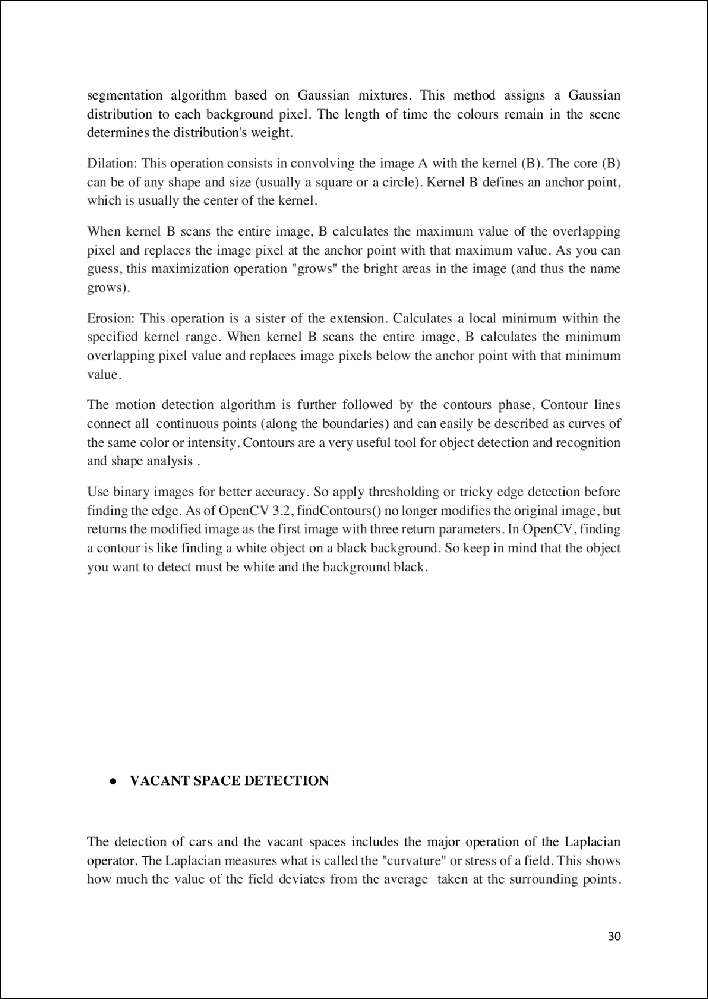 segmentation algorithm based on Gaussian mixtures. This method assigns a Gaussian
distribution to each background pixel. The length of time the colours remain in the scene
determines the distribution's weight.
Dilation: This operation consists in convolving the image A with the kernel (B). The core (B)
can be of any shape and size (usually a square or a circle). Kernel B defines an anchor point,
which is usually the center of the kernel.
When kernel B scans the entire image, B calculates the maximum value of the overlapping
pixel and replaces the image pixel at the anchor point with that maximum value. As you can
guess, this maximization operation "grows" the bright areas in the image (and thus the name
grows).
Erosion: This operation is a sister of the extension. Calculates a local minimum within the
specified kernel range. When kernel B scans the entire image, B calculates the minimum
overlapping pixel value and replaces image pixels below the anchor point with that minimum
value.
The motion detection algorithm is further followed by the contours phase, Contour lines
connect all  continuous points (along the boundaries) and can easily be described as curves of
the same color or intensity. Contours are a very useful tool for object detection and recognition
and shape analysis .
Use binary images for better accuracy. So apply thresholding or tricky edge detection before
finding the edge. As of OpenCV 3.2, findContours() no longer modifies the original image, but
returns the modified image as the first image with three return parameters. In OpenCV, finding
a contour is like finding a white object on a black background. So keep in mind that the object
you want to detect must be white and the background black.
● VACANT SPACE DETECTION
The detection of cars and the vacant spaces includes the major operation of the Laplacian
operator. The Laplacian measures what is called the "curvature" or stress of a field. This shows
how much the value of the field deviates from the average  taken at the surrounding points.
30